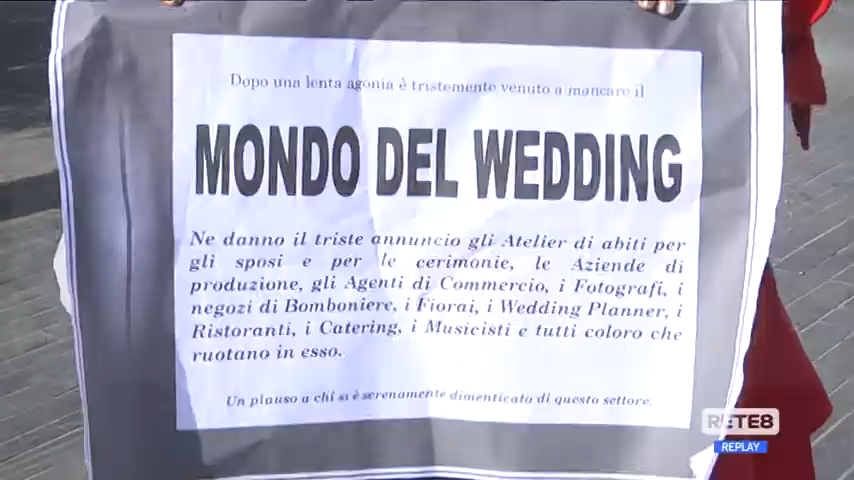 Dopo una lenta agonia è tristemente venuto a mancare il
MONDO DEL WEDDING
Ne danno il triste annuncio gli Atelier di abiti per
gli sposi e per le cerimonie, le Aziende di
produzione, gli Agenti di Commercio, i Fotografi, i
negozi di Bomboniere, i Fiorai, i Wedding Planner, i
Ristoranti, i Catering, i Musicisti e tutti coloro che
ruotano in esso.
Un plauso a chi si è serenamente dimenticato di questo settore.
RETE8
REPLAY